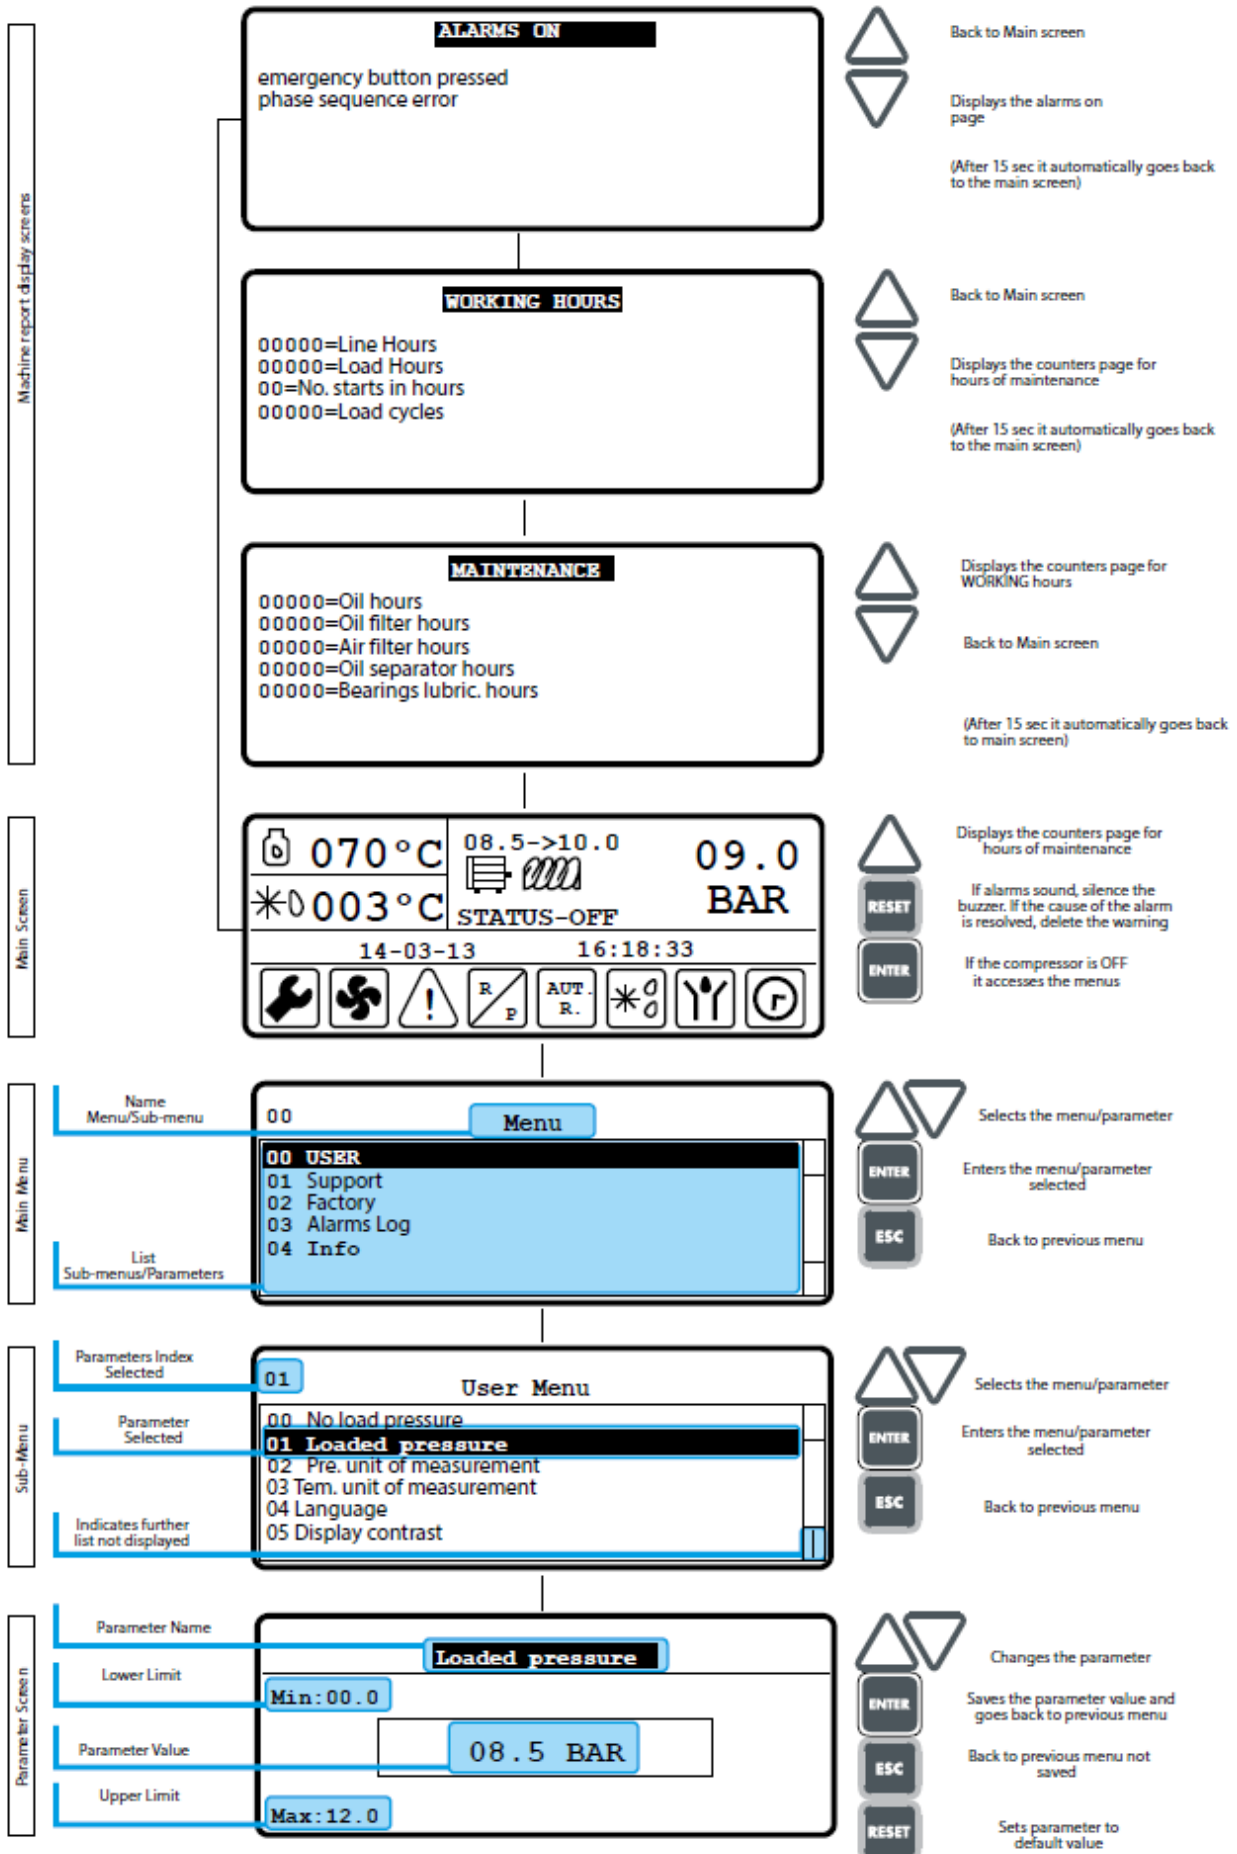 Machine report display screens
ALARMS ON
emergency button pressed
phase sequence error
Back to Main screen
Displays the alarms on
page
(After 15 sec it automatically goes back
to the main screen)
WORKING HOURS
00000=Line Hours
00000=Load Hours
00=No. starts in hours
00000=Load cycles
Back to Main screen
Displays the counters page for
hours of maintenance
(After 15 sec it automatically goes back
to the main screen)
MAINTENANCE
00000=Oil hours
00000=Oil filter hours
00000=Air filter hours
00000=Oil separator hours
00000=Bearings lubric. hours
Displays the counters page for
WORKING hours
Back to Main screen
(After 15 sec it automatically goes back
to main screen)
Main Screen
070°C
003°C
08.5->10.0
STATUS-OFF
09.0
BAR
14-03-13 16:18:33
R/P
AUT.
R.
Displays the counters page for
hours of maintenance
RESET
If alarms sound, silence the
buzzer. If the cause of the alarm
is resolved, delete the warning
ENTER
If the compressor is OFF
it accesses the menus
Main Menu
Name
Menu/Sub-menu
List
Sub-menus/Parameters
00 Menu
00 USER
01 Support
02 Factory
03 Alarms Log
04 Info
Selects the menu/parameter
ENTER
Enters the menu/parameter
selected
ESC
Back to previous menu
Sub-Menu
Parameters Index
Selected
Parameter
Selected
Indicates further
list not displayed
01 User Menu
00 No load pressure
01 Loaded pressure
02 Pre. unit of measurement
03 Tem. unit of measurement
04 Language
05 Display contrast
Selects the menu/parameter
ENTER
Enters the menu/parameter
selected
ESC
Back to previous menu
Parameter Screen
Parameter Name
Lower Limit
Parameter Value
Upper Limit
Loaded pressure
Min:00.0
08.5 BAR
Max:12.0
Changes the parameter
ENTER
Saves the parameter value and
goes back to previous menu
ESC
Back to previous menu not
saved
RESET
Sets parameter to
default value